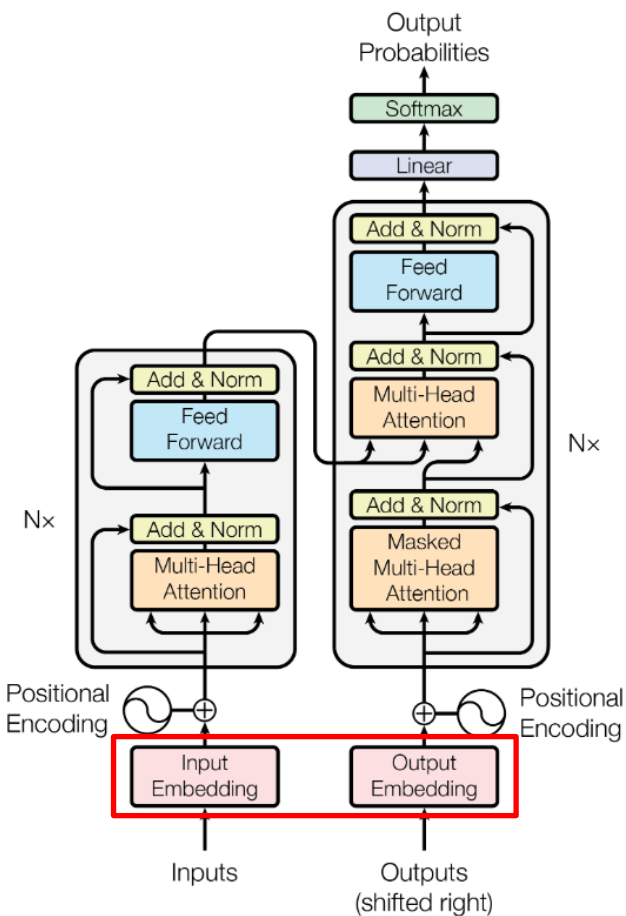 Output
Probabilities
Softmax
Linear
Add & Norm
Feed
Forward
Add & Norm
Multi-Head
Attention
Add & Norm
Masked
Multi-Head
Attention
Nx
Add & Norm
Feed
Forward
Add & Norm
Multi-Head
Attention
Nx
Positional
Encoding
Positional
Encoding
Input
Embedding
Output
Embedding
Inputs
Outputs
(shifted right)